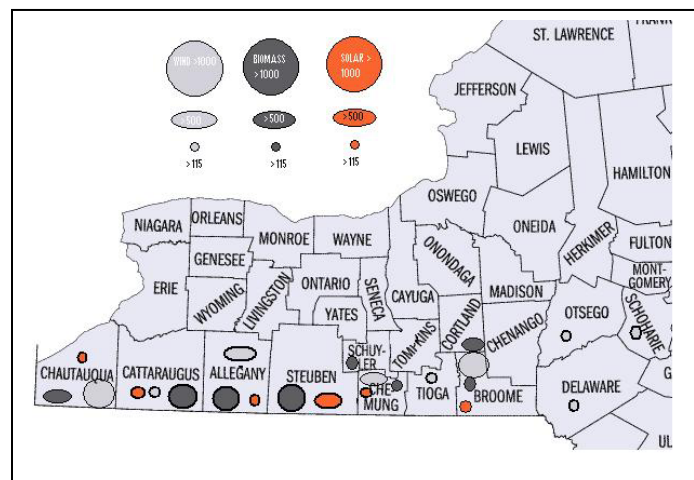 ST. LAWRENCE
WIND >1000
BIOMASS
>1000
SOLAR >
1000
JEFFERSON
>500
>500
>500
LEWIS
>115
>115
>115
HAMILTON
OSWEGO
NIAGARA
ORLEANS
ONEIDA
MONROE
WAYNE
HERKIMER
FULTON
GENESEE
ONONDAGA
MONT-
GOMERY
ERIE
WYOMING
LIVINGSTON
ONTARIO
SENECA
CAYUGA
MADISON
YATES
CORTLAND
CHENANGO
OTSEGO
SCHOHARIE
SCHUY-
LER
TOMPKINS
CHAUTAUQUA
CATTARAUGUS
ALLEGANY
STEUBEN
CHE-
MUNG
TIOGA
BROOME
DELAWARE
UL